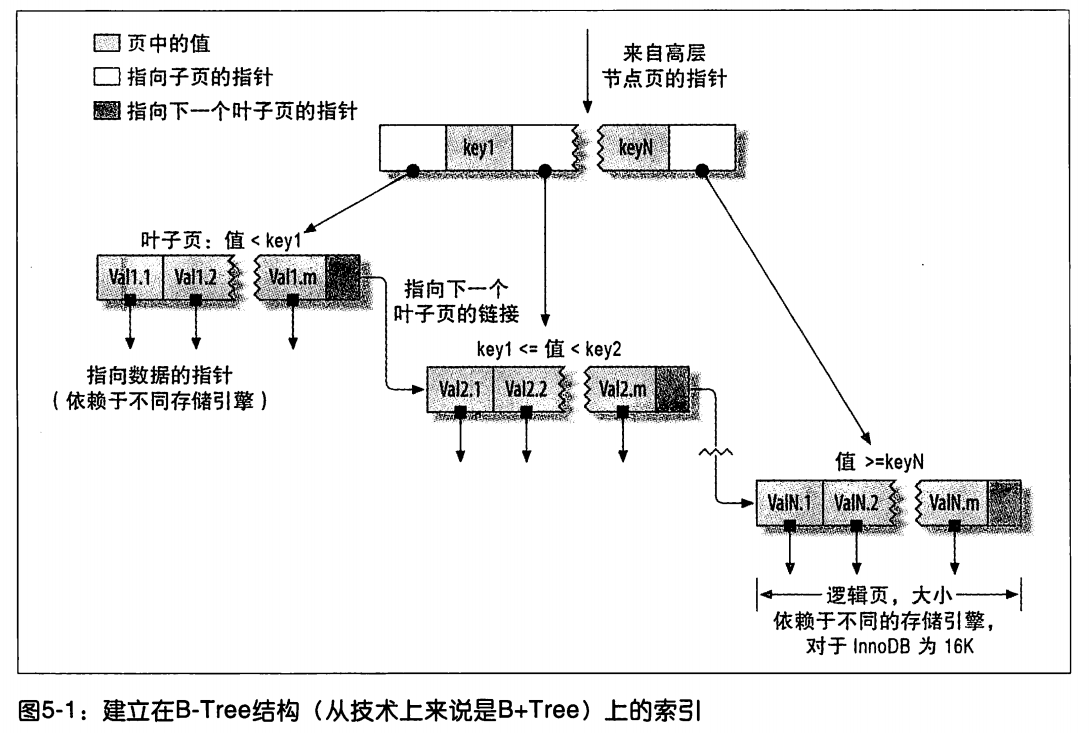 页中的值
指向子页的指针
指向下一个叶子页的指针
来自高层
节点页的指针
key1
keyN
叶子页：值 < key1
Val1.1
Val1.2
Val1.m
指向下一个
叶子页的链接
指向数据的指针
（依赖于不同存储引擎）
key1 <= 值 < key2
Val2.1
Val2.2
Val2.m
值 >=keyN
ValN.1
ValN.2
ValN.m
逻辑页，大小
依赖于不同的存储引擎，
对于 InnoDB 为 16K
图5-1：建立在B-Tree结构（从技术上来说是B+Tree）上的索引